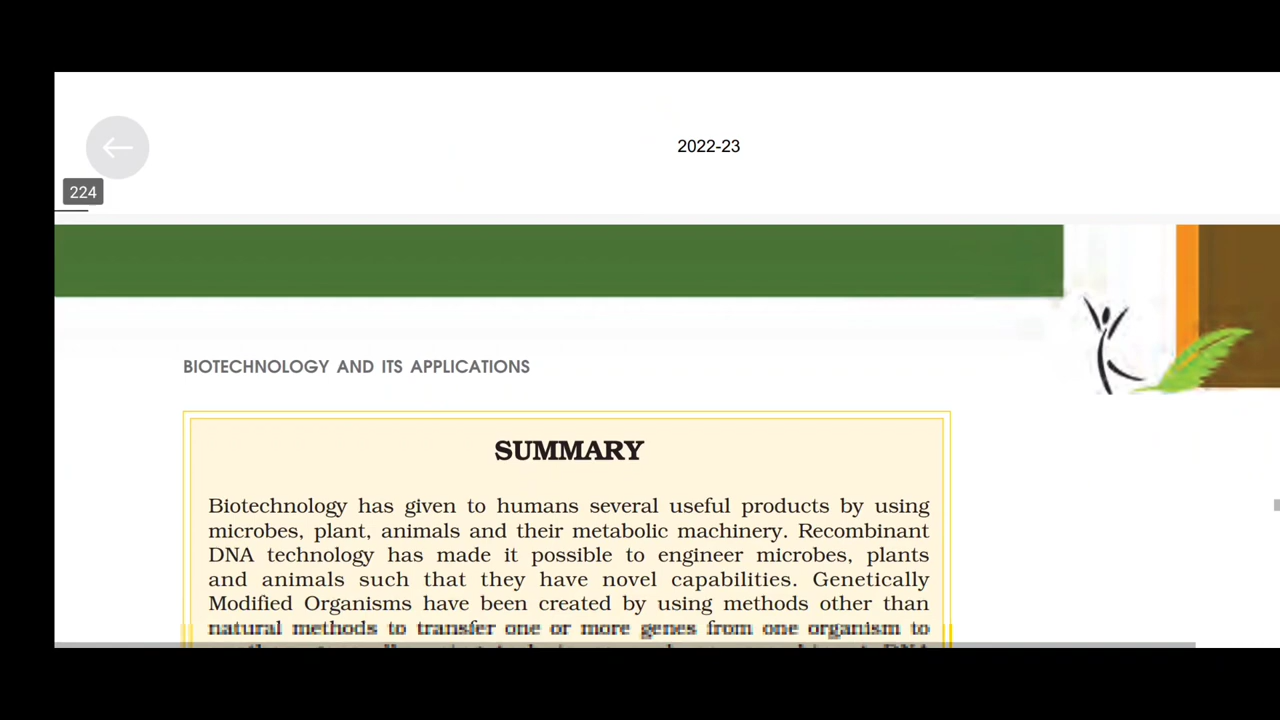 2022-23
224
BIOTECHNOLOGY AND ITS APPLICATIONS
SUMMARY
Biotechnology has given to humans several useful products by using
microbes, plant, animals and their metabolic machinery. Recombinant
DNA technology has made it possible to engineer microbes, plants
and animals such that they have novel capabilities. Genetically
Modified Organisms have been created by using methods other than
natural methods to transfer one or more genes from one organism to
DNA